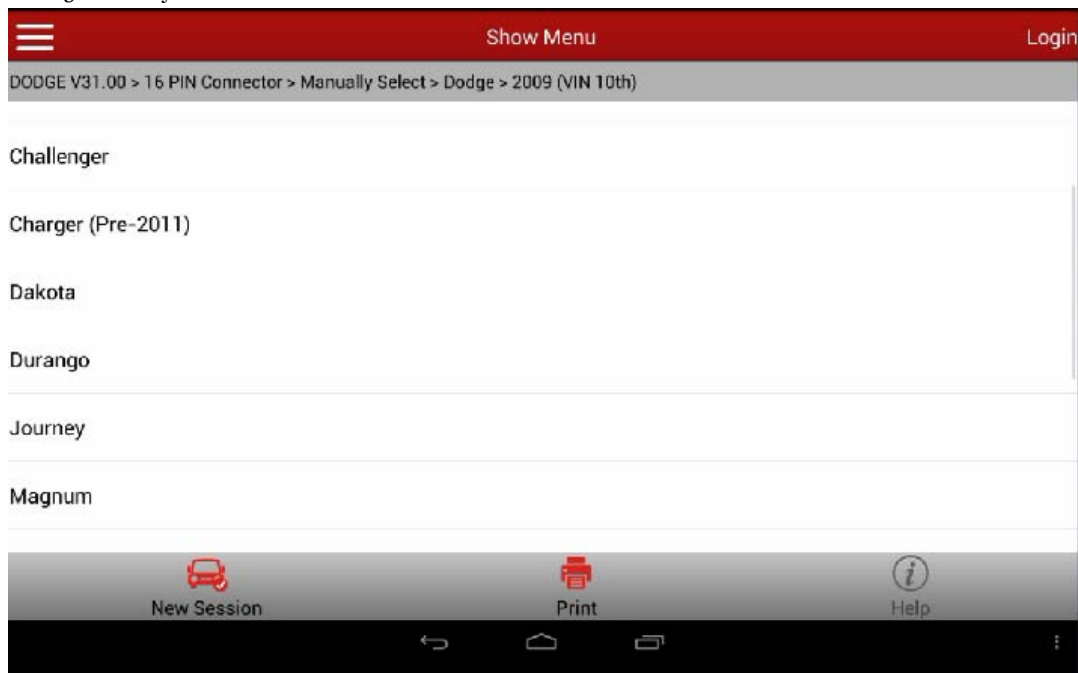 Show Menu
Login
DODGE V31.00 > 16 PIN Connector > Manually Select > Dodge > 2009 (VIN 10th)
Challenger
Charger (Pre-2011)
Dakota
Durango
Journey
Magnum
New Session
Print
Help